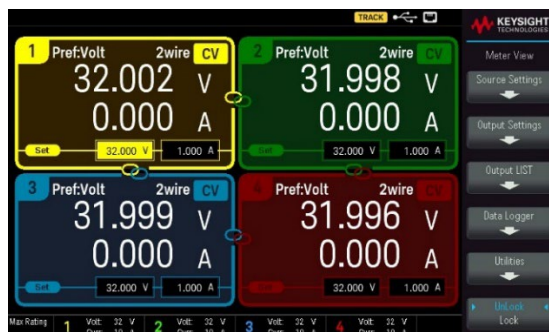 TRACK
KEYSIGHT
TECHNOLOGIES
Meter View
Source Settings
Output Settings
Output LIST
Data Logger
Utilities
UnLock
Lock
1 Pref:Volt 2wire CV
32.002 V
0.000 A
Set 32.000 V 1.000 A
2 Pref:Volt 2wire CV
31.998 V
0.000 A
Set 32.000 V 1.000 A
3 Pref:Volt 2wire CV
31.999 V
0.000 A
Set 32.000 V 1.000 A
4 Pref:Volt 2wire CV
31.996 V
0.000 A
Set 32.000 V 1.000 A
Max Rating 1 Volt: 32 V 2 Volt: 32 V 3 Volt: 32 V 4 Volt: 32 V